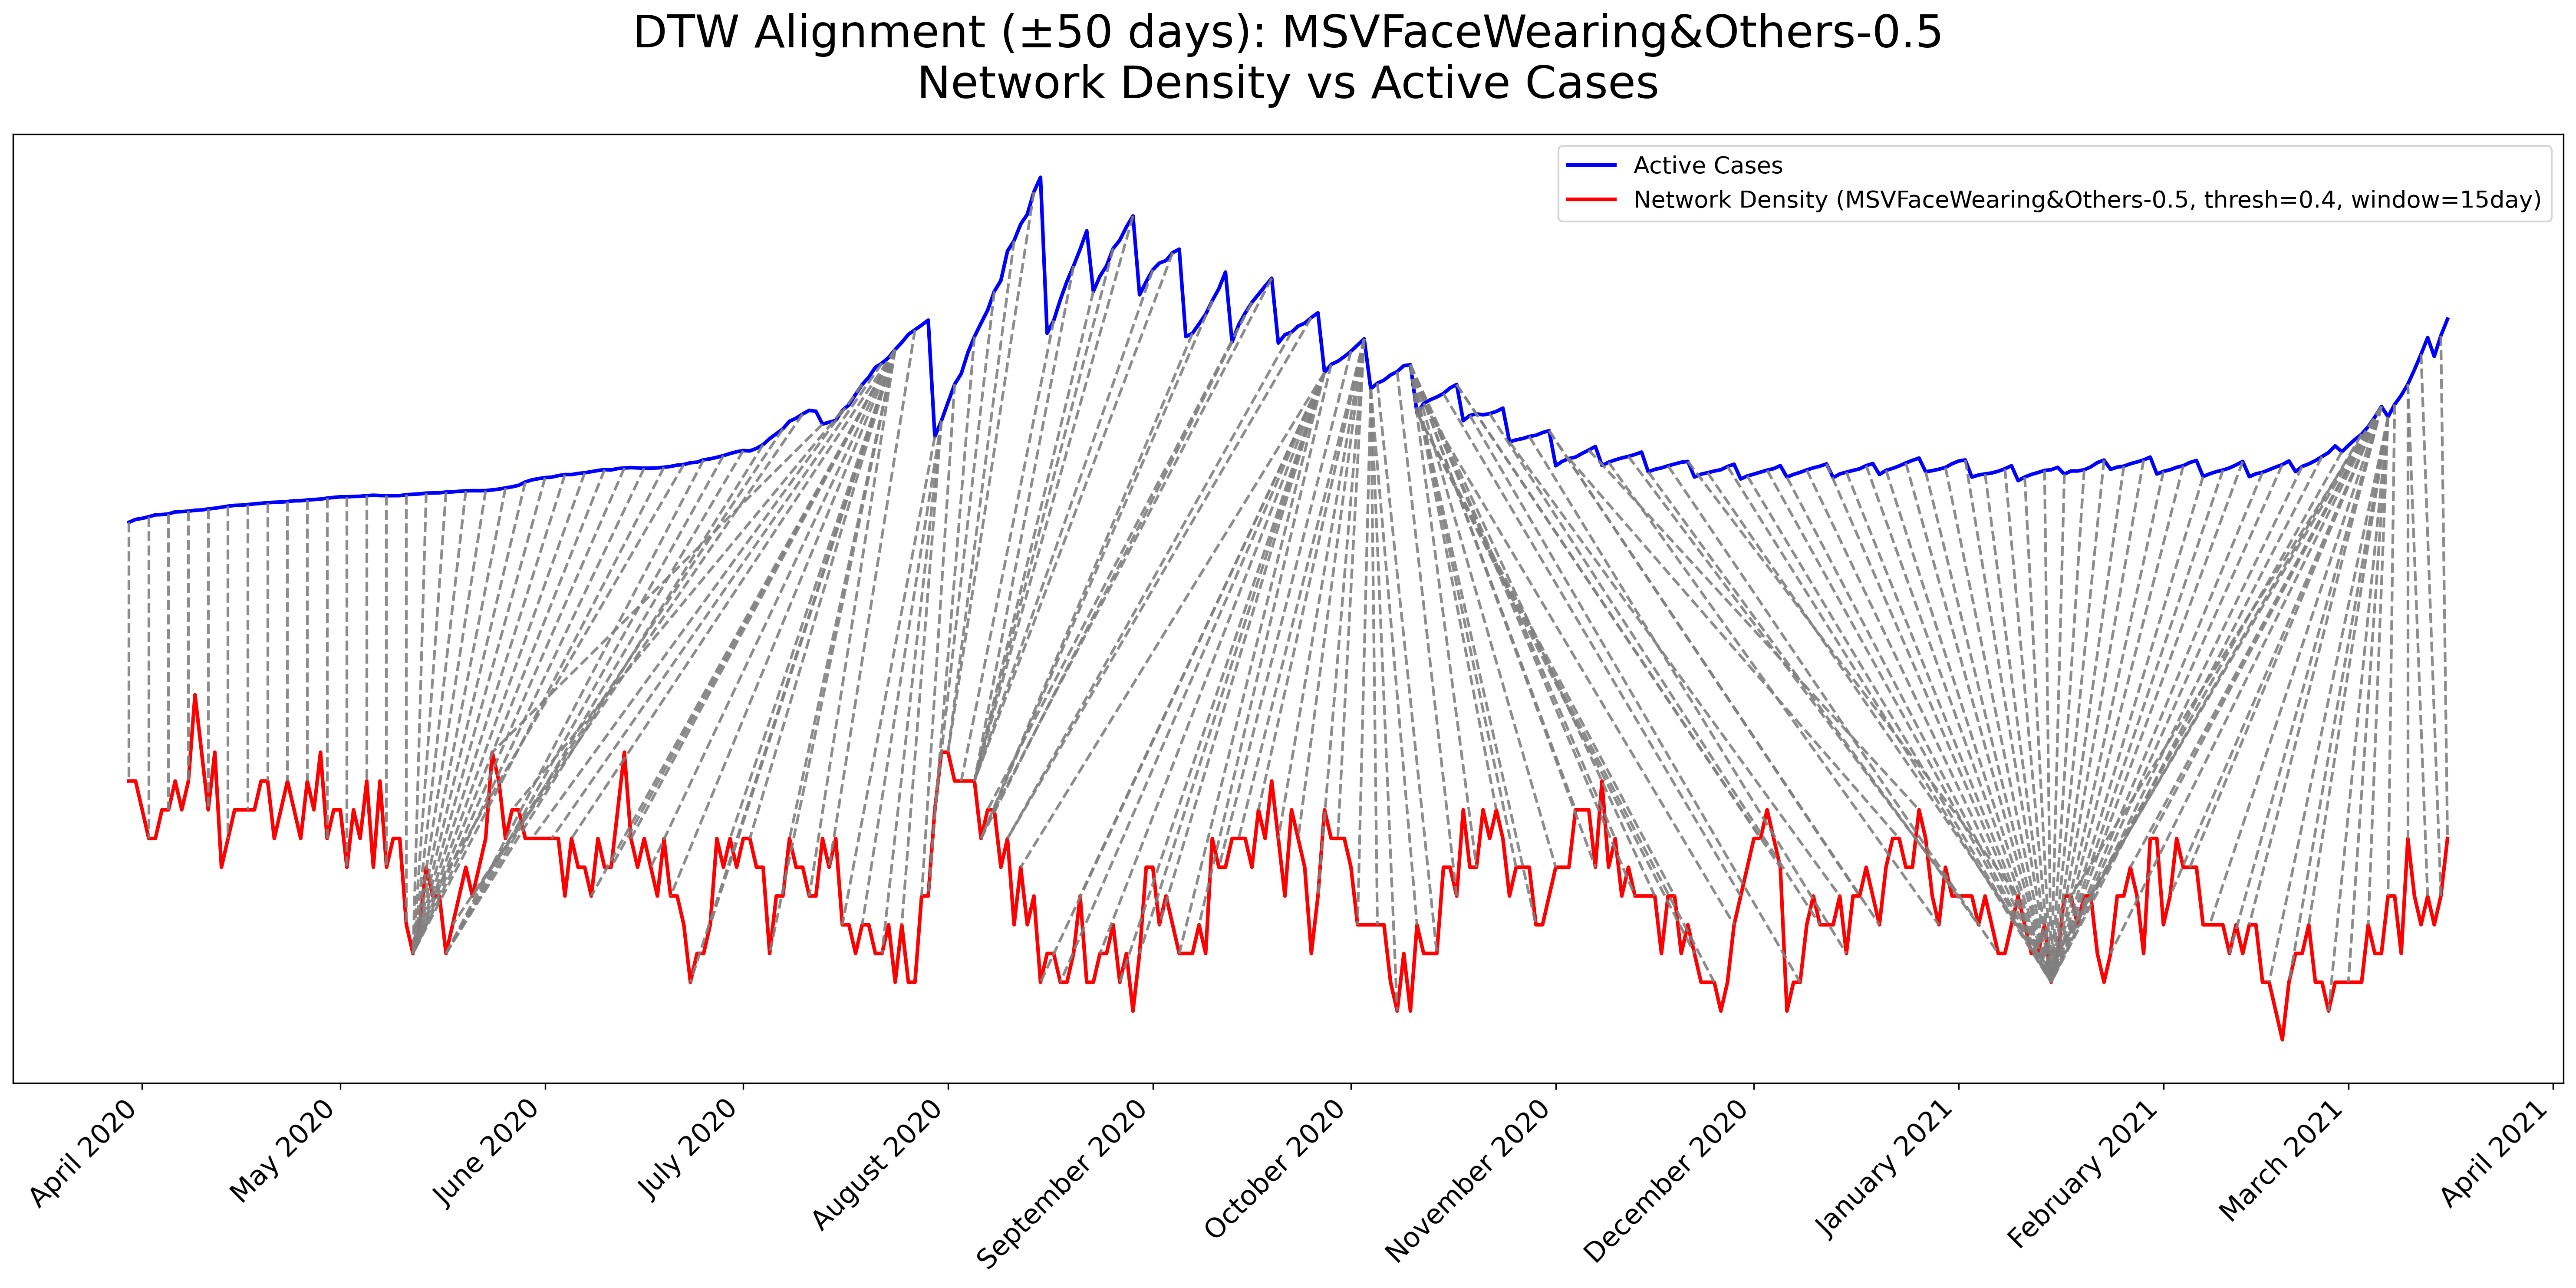 DTW Alignment (±50 days): MSVFaceWearing&Others-0.5
Network Density vs Active Cases
Active Cases
Network Density (MSVFaceWearing&Others-0.5, thresh=0.4, window=15day)
April 2020
May 2020
June 2020
July 2020
August 2020
September 2020
October 2020
November 2020
December 2020
January 2021
February 2021
March 2021
April 2021